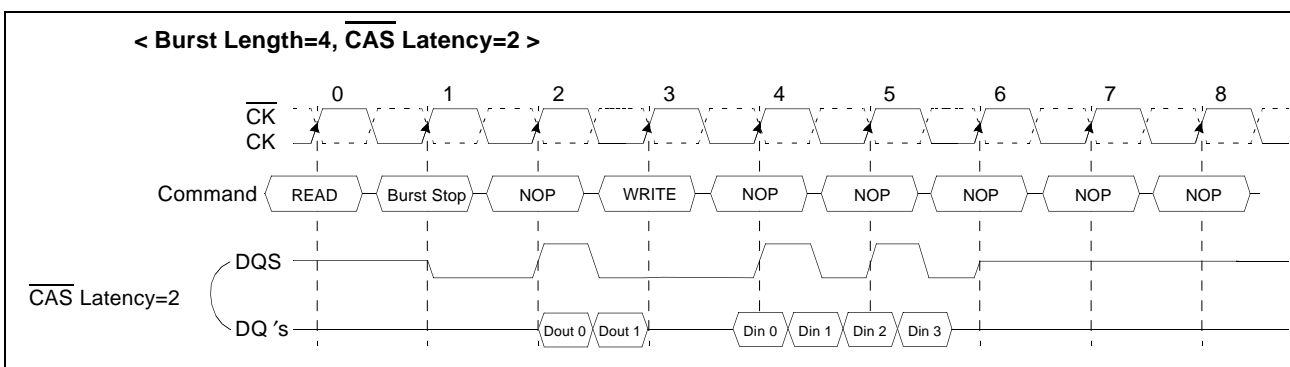 < Burst Length=4, CAS Latency=2 >
0 1 2 3 4 5 6 7 8
CK
CK
Command READ Burst Stop NOP WRITE NOP NOP NOP NOP NOP
DQS
CAS Latency=2
DQ ′s Dout 0 Dout 1 Din 0 Din 1 Din 2 Din 3